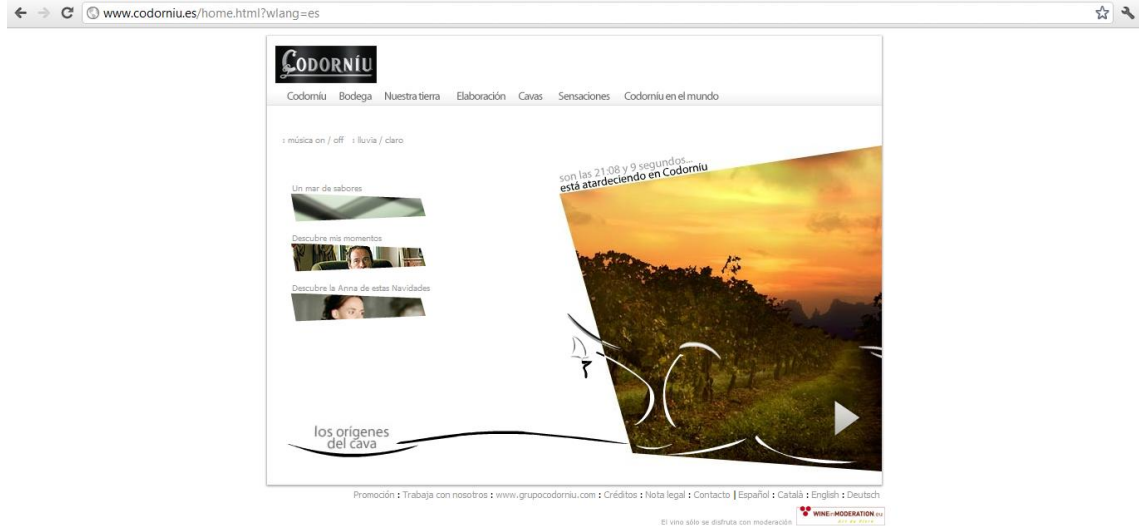 www.codorniu.es/home.html?wlang=es
CODORNÍU
Codorníu Bodega Nuestra tierra Elaboración Cavas Sensaciones Codorníu en el mundo
: música on / off : lluvia / claro
son las 21:08 y 9 segundos...
está atardeciendo en Codorníu
Un mar de sabores
Descubre mis momentos
Descubre la Anna de estas Navidades
los orígenes
del cava
Promoción : Trabaja con nosotros : www.grupocodorniu.com : Créditos : Nota legal : Contacto | Español : Català : English : Deutsch
El vino sólo se disfruta con moderación
WINE in MODERATION.EU